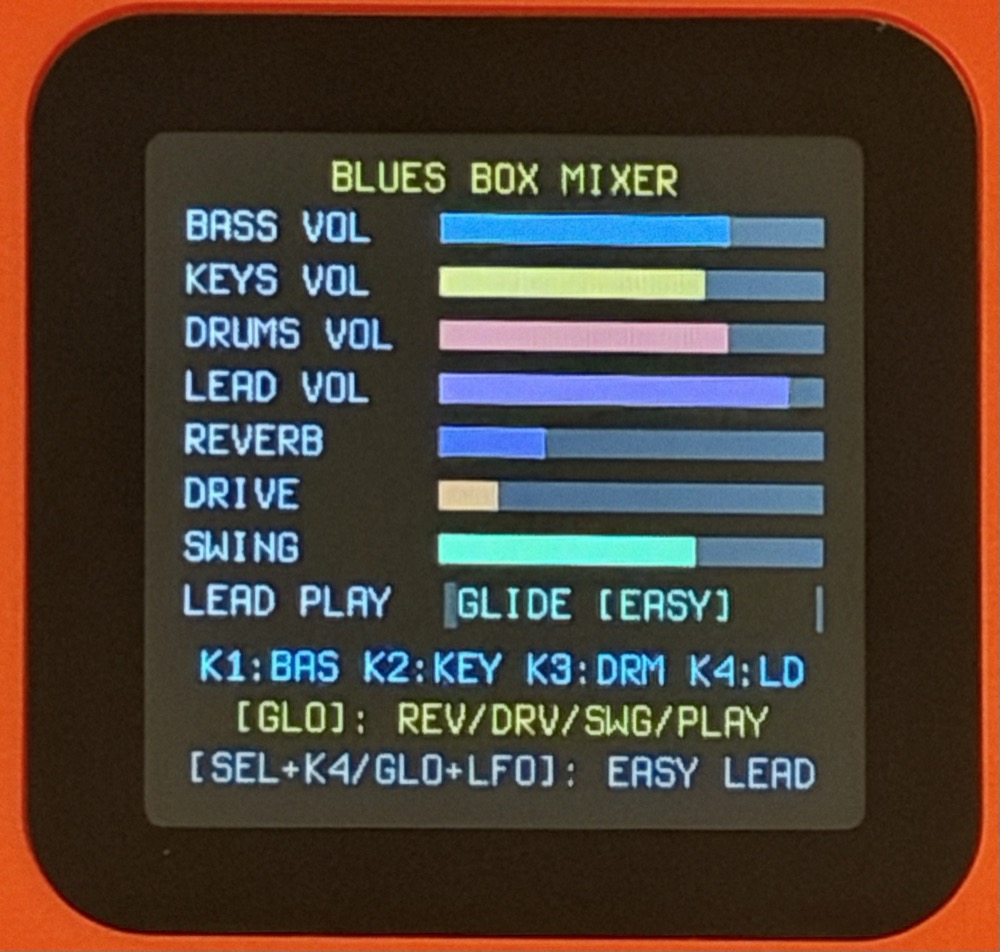 BLUES BOX MIXER
BASS VOL
KEYS VOL
DRUMS VOL
LEAD VOL
REVERB
DRIVE
SWING
LEAD PLAY GLIDE [EASY]
K1:BAS K2:KEY K3:DRM K4:LD
[GLO]: REV/DRV/SWG/PLAY
[SEL+K4/GLO+LFO]: EASY LEAD